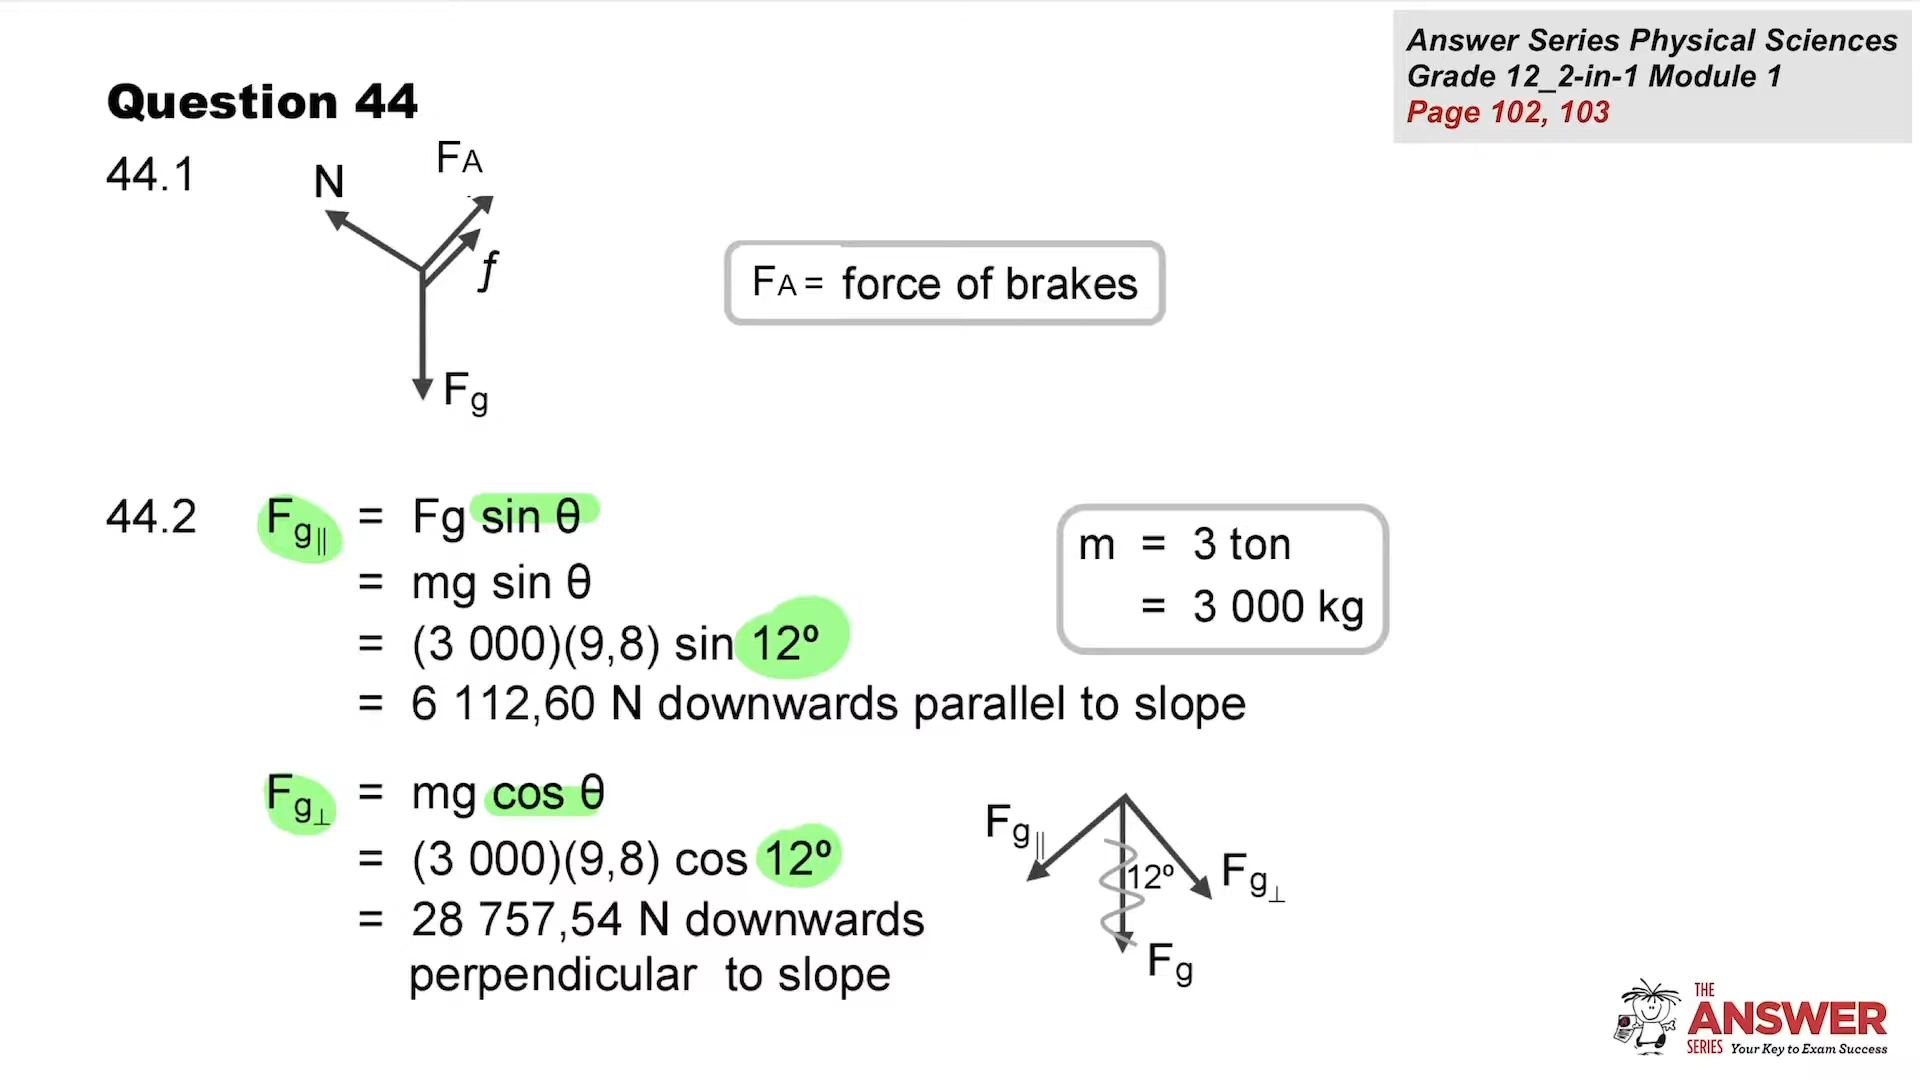 Answer Series Physical Sciences
Grade 12_2-in-1 Module 1
Page 102, 103
Question 44
44.1
N
FA
f
Fg
FA = force of brakes
44.2
Fg∥ = Fg sin θ
= mg sin θ
= (3 000)(9,8) sin 12º
= 6 112,60 N downwards parallel to slope
m = 3 ton
= 3 000 kg
Fg⊥ = mg cos θ
= (3 000)(9,8) cos 12º
= 28 757,54 N downwards
perpendicular to slope
Fg∥
12º
Fg⊥
Fg
THE
ANSWER
SERIES Your Key to Exam Success